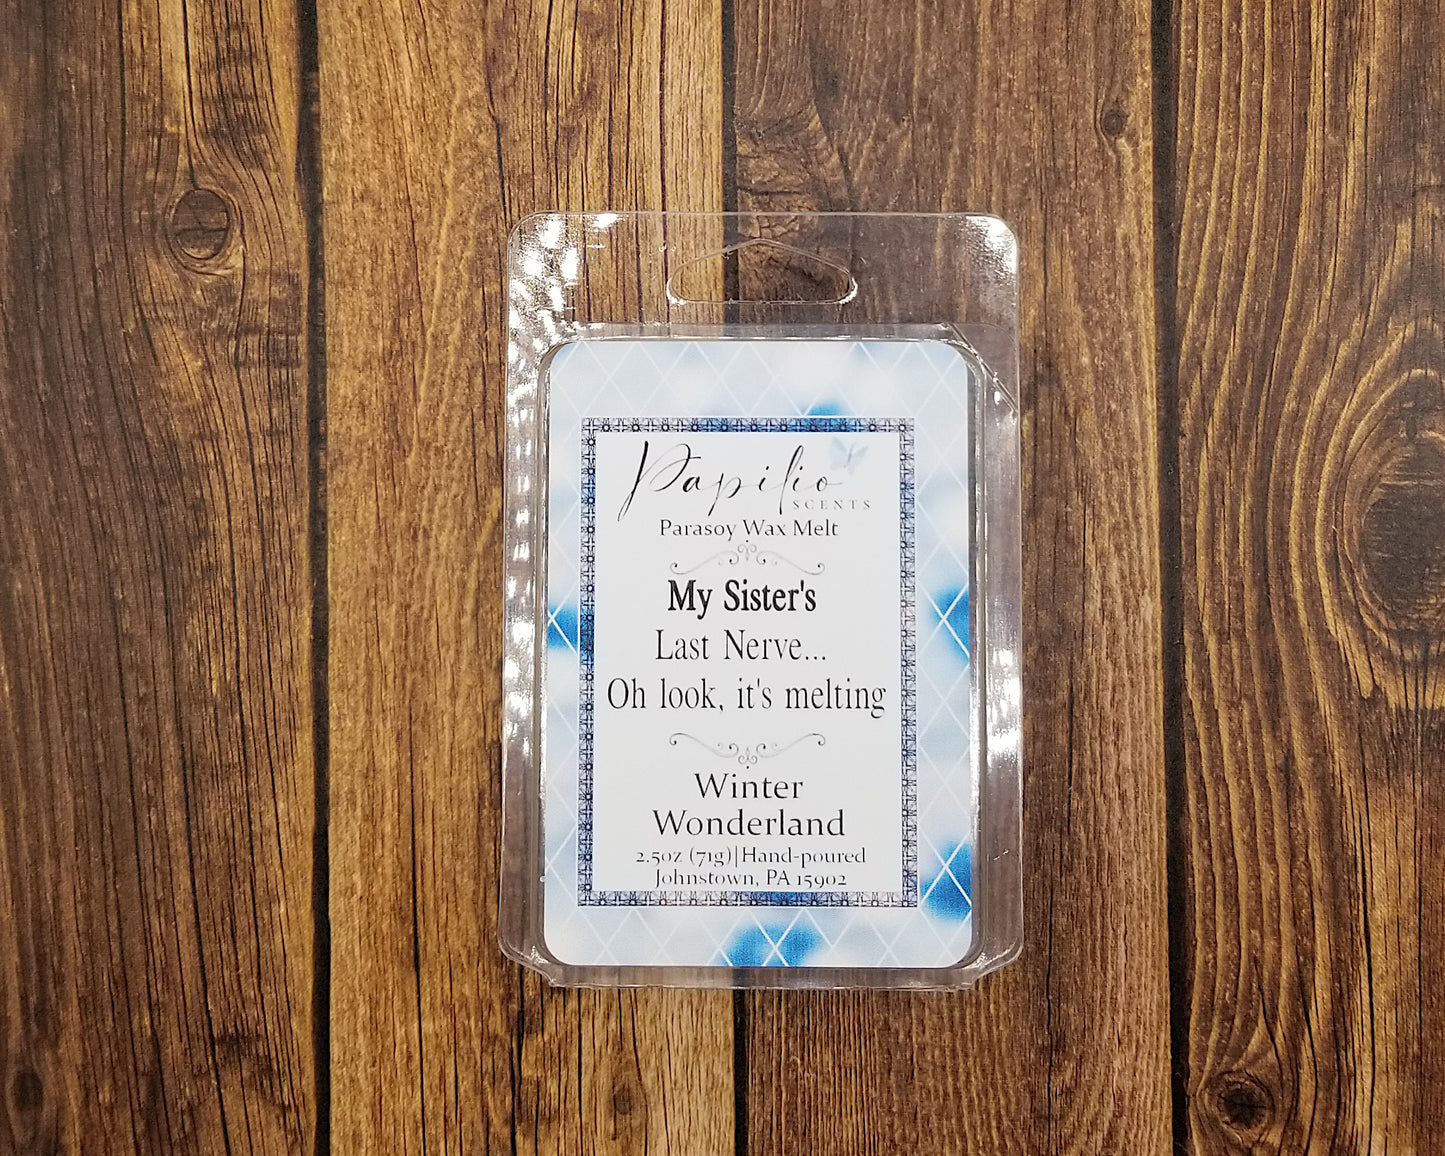 Papilio
SCENTS
Parasoy Wax Melt
My Sister's
Last Nerve...
Oh look, it's melting
Winter
Wonderland
2.5oz (71g)|Hand-poured
Johnstown, PA 15902